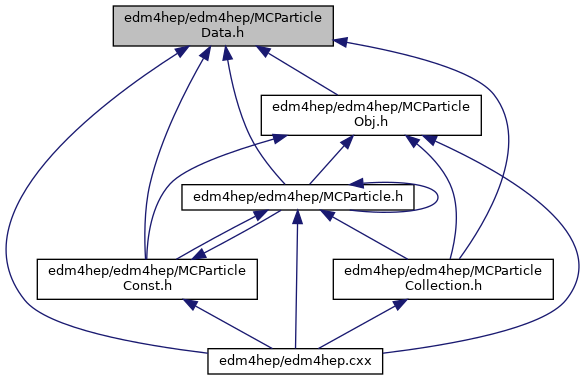 edm4hep/edm4hep/MCParticle
Data.h
edm4hep/edm4hep/MCParticle
Obj.h
edm4hep/edm4hep/MCParticle.h
edm4hep/edm4hep/MCParticle
Const.h
edm4hep/edm4hep/MCParticle
Collection.h
edm4hep/edm4hep.cxx